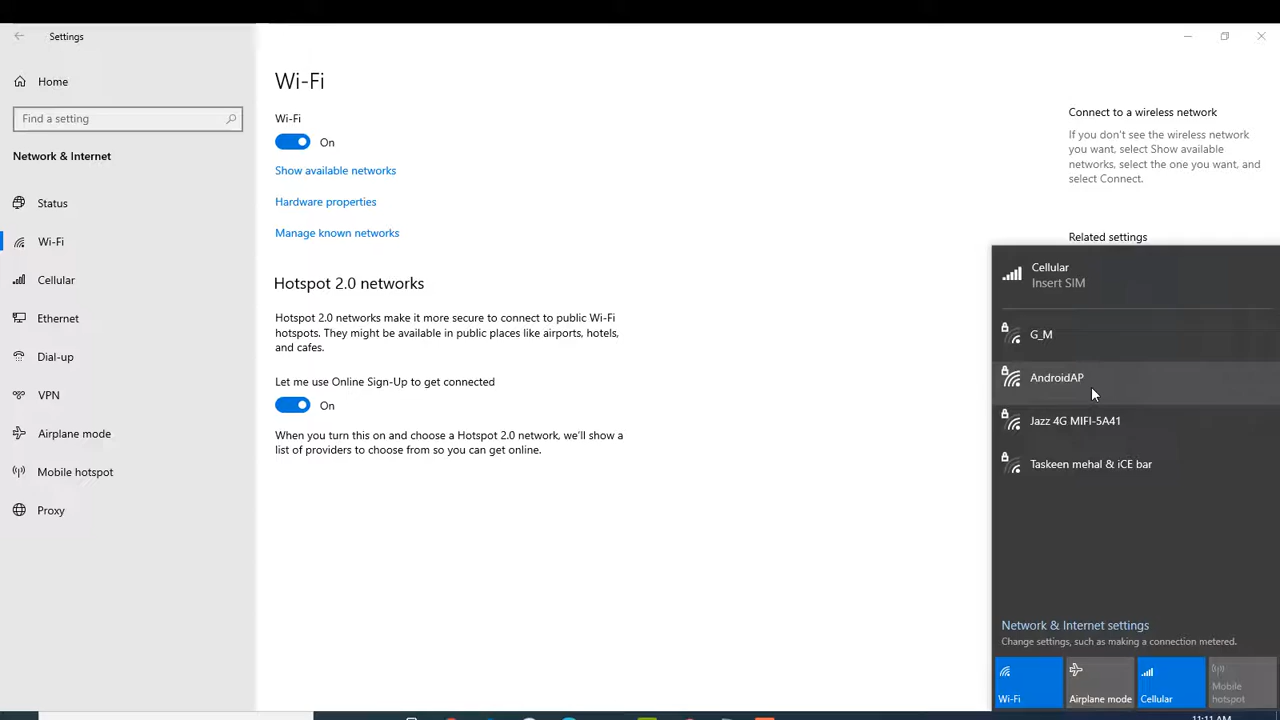 Settings
Home
Find a setting
Network & Internet
Status
Wi-Fi
Cellular
Ethernet
Dial-up
VPN
Airplane mode
Mobile hotspot
Proxy
Wi-Fi
Wi-Fi
On
Show available networks
Hardware properties
Manage known networks
Hotspot 2.0 networks
Hotspot 2.0 networks make it more secure to connect to public Wi-Fi
hotspots. They might be available in public places like airports, hotels,
and cafes.
Let me use Online Sign-Up to get connected
On
When you turn this on and choose a Hotspot 2.0 network, we'll show a
list of providers to choose from so you can get online.
Connect to a wireless network
If you don't see the wireless network
you want, select Show available
networks, select the one you want, and
select Connect.
Related settings
Cellular
Insert SIM
G_M
AndroidAP
Jazz 4G MIFI-5A41
Taskeen mehal & iCE bar
Network & Internet settings
Change settings, such as making a connection metered.
Wi-Fi
Airplane mode
Cellular
Mobile
hotspot
11:11 AM